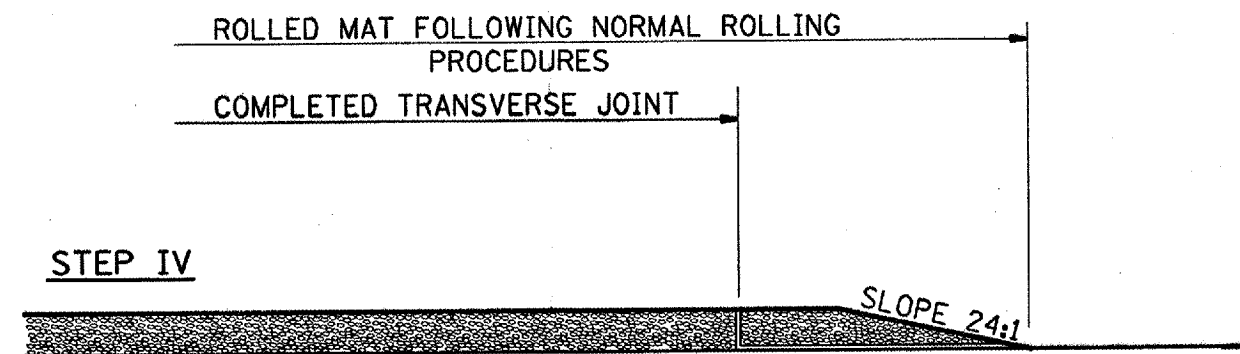 ROLLED MAT FOLLOWING NORMAL ROLLING
PROCEDURES
COMPLETED TRANSVERSE JOINT
STEP IV
SLOPE 24:1